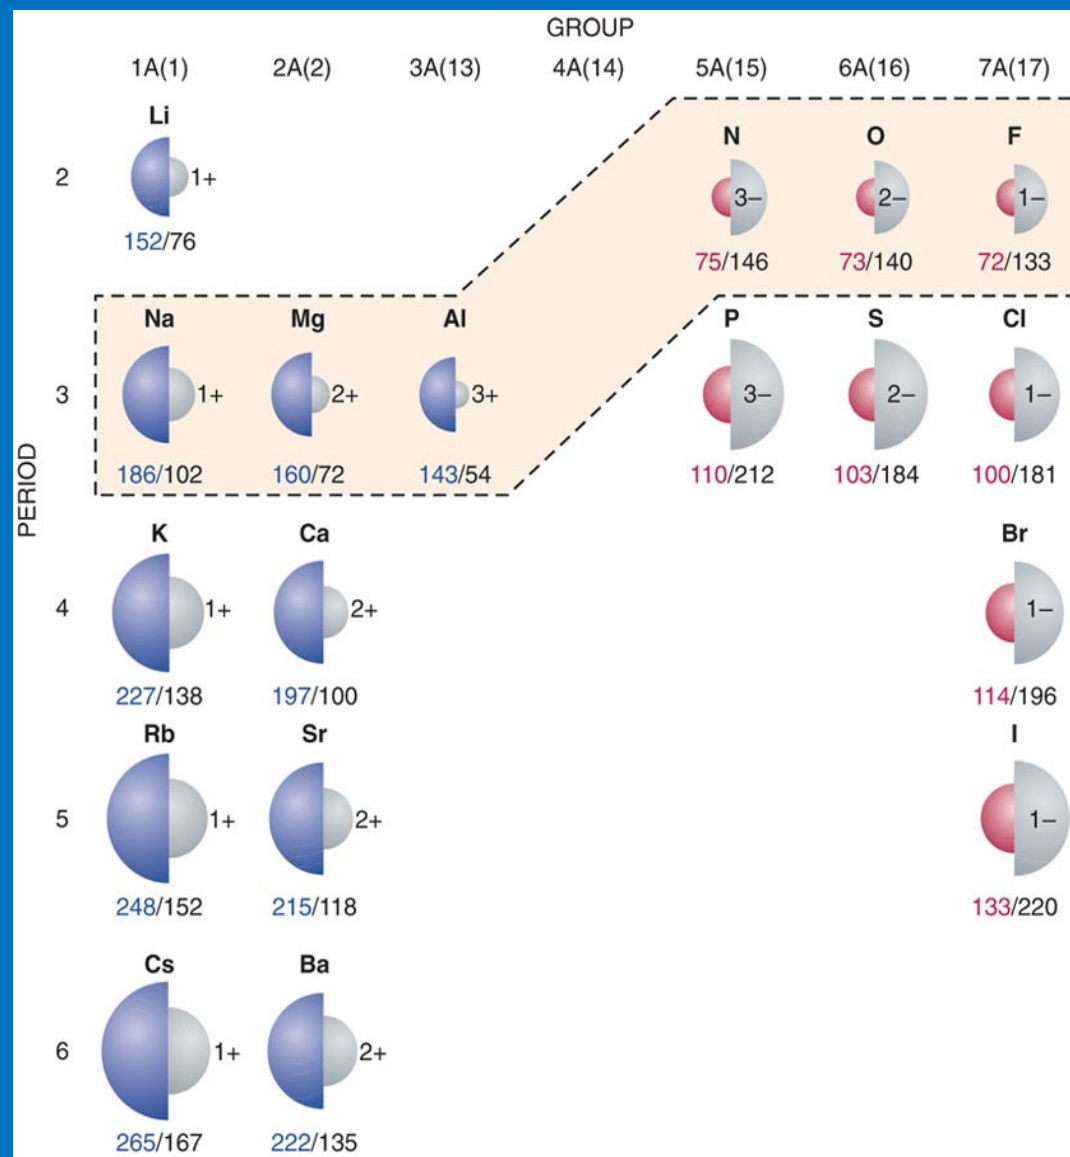 GROUP
1A(1) 2A(2) 3A(13) 4A(14) 5A(15) 6A(16) 7A(17)
PERIOD
Li
N O F
2
1+ 3– 2– 1–
152/76
75/146 73/140 72/133
Na Mg Al P S Cl
3
1+ 2+ 3+ 3– 2– 1–
186/102 160/72 143/54 110/212 103/184 100/181
K Ca Br
4
1+ 2+ 1–
227/138 197/100 114/196
Rb Sr I
5
1+ 2+ 1–
248/152 215/118 133/220
Cs Ba
6
1+ 2+
265/167 222/135